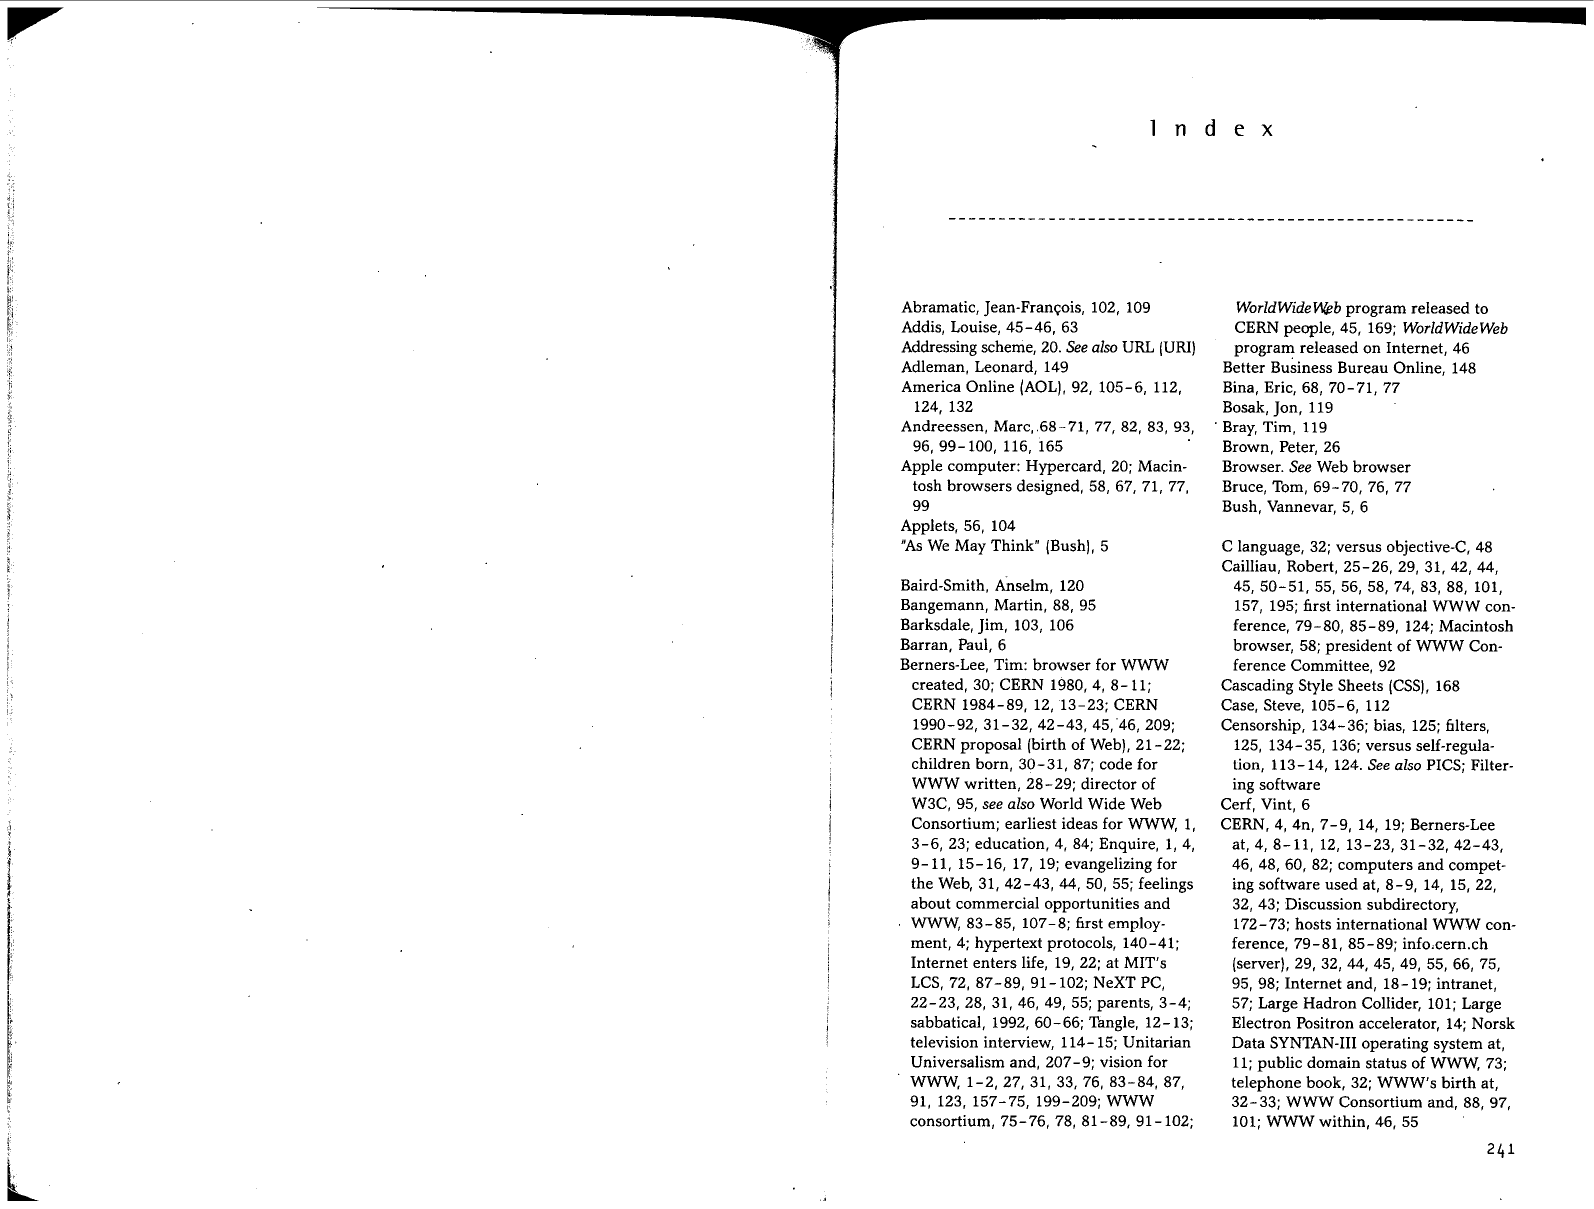 Index
Abramatic, Jean-François, 102, 109
Addis, Louise, 45–46, 63
Addressing scheme, 20. See also URL (URI)
Adleman, Leonard, 149
America Online (AOL), 92, 105–6, 112,
124, 132
Andreessen, Marc, 68–71, 77, 82, 83, 93,
96, 99–100, 116, 165
Apple computer: Hypercard, 20; Macin-
tosh browsers designed, 58, 67, 71, 77,
99
Applets, 56, 104
"As We May Think" (Bush), 5
Baird-Smith, Anselm, 120
Bangemann, Martin, 88, 95
Barksdale, Jim, 103, 106
Barran, Paul, 6
Berners-Lee, Tim: browser for WWW
created, 30; CERN 1980, 4, 8–11;
CERN 1984–89, 12, 13–23; CERN
1990–92, 31–32, 42–43, 45, 46, 209;
CERN proposal (birth of Web), 21–22;
children born, 30–31, 87; code for
WWW written, 28–29; director of
W3C, 95, see also World Wide Web
Consortium; earliest ideas for WWW, 1,
3–6, 23; education, 4, 84; Enquire, 1, 4,
9–11, 15–16, 17, 19; evangelizing for
the Web, 31, 42–43, 44, 50, 55; feelings
about commercial opportunities and
WWW, 83–85, 107–8; first employ-
ment, 4; hypertext protocols, 140–41;
Internet enters life, 19, 22; at MIT's
LCS, 72, 87–89, 91–102; NeXT PC,
22–23, 28, 31, 46, 49, 55; parents, 3–4;
sabbatical, 1992, 60–66; Tangle, 12–13;
television interview, 114–15; Unitarian
Universalism and, 207–9; vision for
WWW, 1–2, 27, 31, 33, 76, 83–84, 87,
91, 123, 157–75, 199–209; WWW
consortium, 75–76, 78, 81–89, 91–102;
WorldWideWeb program released to
CERN people, 45, 169; WorldWideWeb
program released on Internet, 46
Better Business Bureau Online, 148
Bina, Eric, 68, 70–71, 77
Bosak, Jon, 119
Bray, Tim, 119
Brown, Peter, 26
Browser. See Web browser
Bruce, Tom, 69–70, 76, 77
Bush, Vannevar, 5, 6
C language, 32; versus objective-C, 48
Cailliau, Robert, 25–26, 29, 31, 42, 44,
45, 50–51, 55, 56, 58, 74, 83, 88, 101,
157, 195; first international WWW con-
ference, 79–80, 85–89, 124; Macintosh
browser, 58; president of WWW Con-
ference Committee, 92
Cascading Style Sheets (CSS), 168
Case, Steve, 105–6, 112
Censorship, 134–36; bias, 125; filters,
125, 134–35, 136; versus self-regula-
tion, 113–14, 124. See also PICS; Filter-
ing software
Cerf, Vint, 6
CERN, 4, 4n, 7–9, 14, 19; Berners-Lee
at, 4, 8–11, 12, 13–23, 31–32, 42–43,
46, 48, 60, 82; computers and compet-
ing software used at, 8–9, 14, 15, 22,
32, 43; Discussion subdirectory,
172–73; hosts international WWW con-
ference, 79–81, 85–89; info.cern.ch
(server), 29, 32, 44, 45, 49, 55, 66, 75,
95, 98; Internet and, 18–19; intranet,
57; Large Hadron Collider, 101; Large
Electron Positron accelerator, 14; Norsk
Data SYNTAN-III operating system at,
11; public domain status of WWW, 73;
telephone book, 32; WWW's birth at,
32–33; WWW Consortium and, 88, 97,
101; WWW within, 46, 55
241